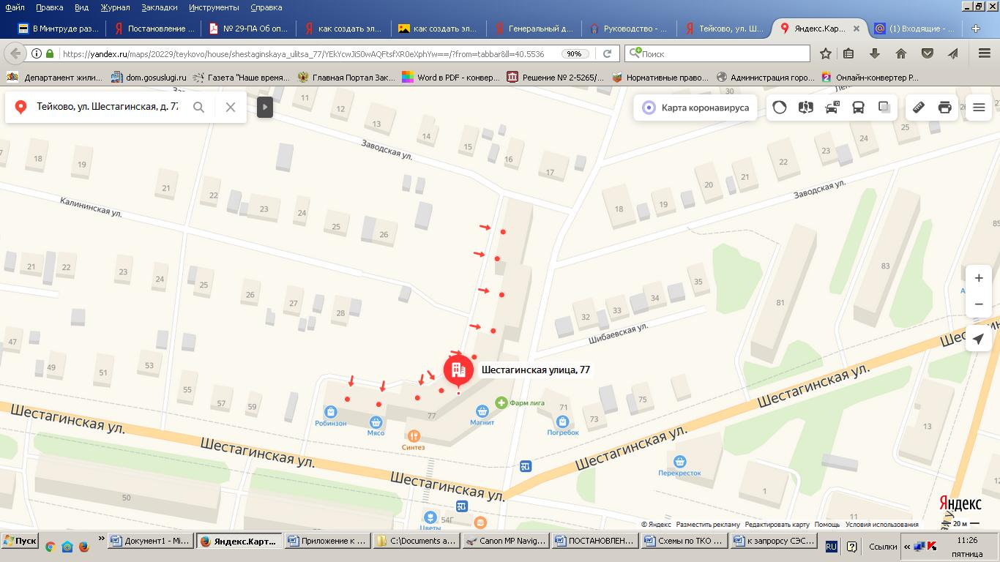 Файл Правка Вид Журнал Закладки Инструменты Справка
В Минтруде раз...
Постановление ...
№ 29-ПА Об оп...
как создать эл...
как создать эл...
Генеральный д...
Руководство - ...
Тейково, ул. Ш...
Яндекс.Кар...
(1) Входящие - ...
https://yandex.ru/maps/20229/teykovo/house/shestaginskaya_ulitsa_77/YEkYcwJiS0wAQFtsfXR0eXphYw==/?from=tabbar&ll=40.5536
90%
Поиск
Департамент жили...
dom.gosuslugi.ru
Газета "Наше время...
Главная Портал Зак...
Word в PDF - конвер...
Решение № 2-5265/...
Нормативные право...
Администрация горо...
Онлайн-конвертер P...
Тейково, ул. Шестагинская, д. 77
Карта коронавируса
11
12
13
14
15
16
17
30
Заводская ул.
18
19
20
21
22
23
24
25
Заводская ул.
18
19
21
22
23
24
25
26
Калининская ул.
21
22
23
24
25
26
27
28
35
34
33
32
Шибаевская ул.
81
83
85
47
49
51
53
55
57
59
Шестагинская улица, 77
Робинзон
Мясо
Синтез
77
Магнит
Фарм лига
71
73
75
Погребок
Перекресток
Шестагинская ул.
Шестагинская ул.
Шестагинская ул.
Шестагинская ул.
Шестагинская ул.
50
54Г
Цветы
1
11
13
12
Яндекс
© Яндекс Разместить рекламу Редактировать карту Помощь Условия использования
20 м
Пуск
Документ1 - Mi...
Яндекс.Карт...
Приложение к ...
C:\Documents a...
Canon MP Navig...
ПОСТАНОВЛЕН...
Схемы по ТКО ...
к запорсу СЭС...
RU
Ссылки
11:26
пятница